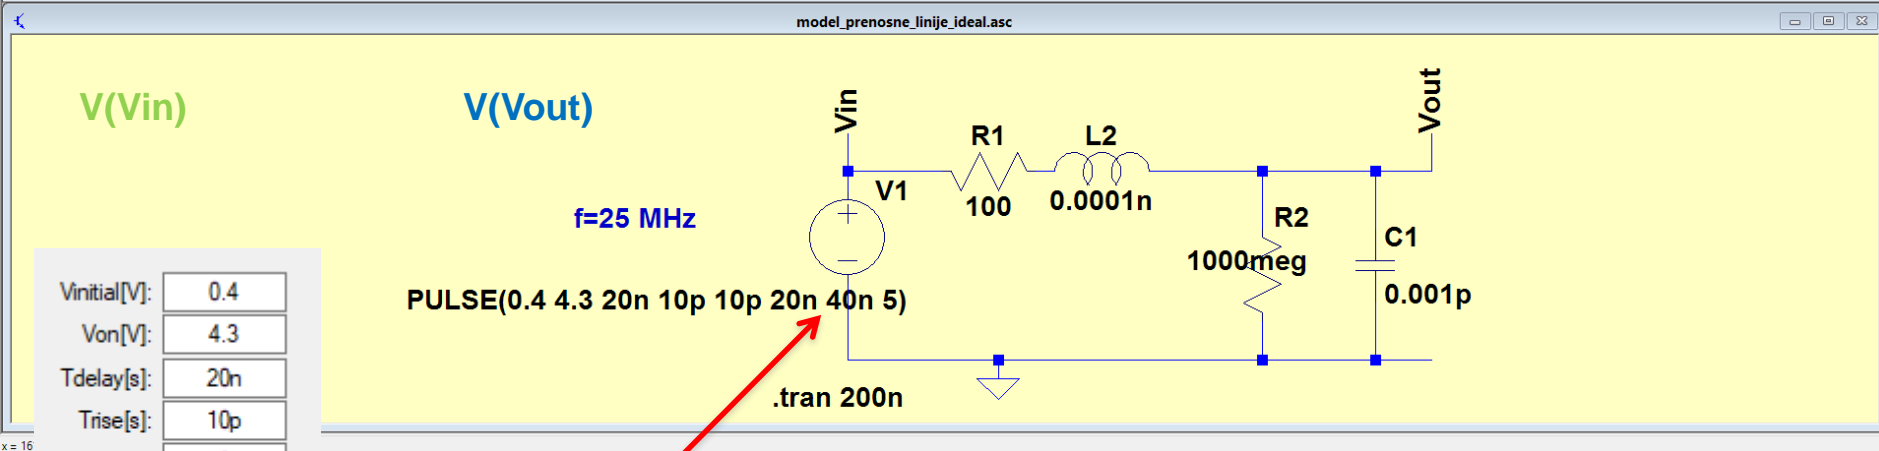 model_prenosne_linije_ideal.asc
V(Vin)
V(Vout)
Vin
Vout
R1
L2
V1
100
0.0001n
f=25 MHz
R2
C1
1000meg
0.001p
PULSE(0.4 4.3 20n 10p 10p 20n 40n 5)
.tran 200n
Vinitial[V]: 0.4
Von[V]: 4.3
Tdelay[s]: 20n
Trise[s]: 10p
x = 16